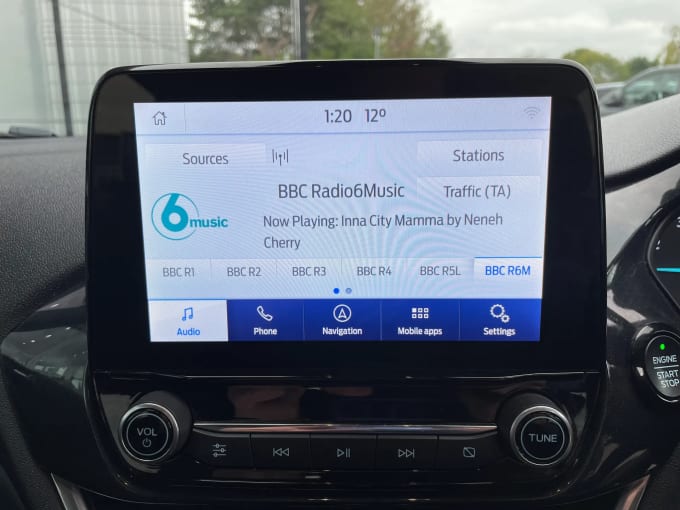 1:20 12º
Sources
Stations
BBC Radio6Music
Traffic (TA)
6 music
Now Playing: Inna City Mamma by Neneh
Cherry
BBC R1 BBC R2 BBC R3 BBC R4 BBC R5L BBC R6M
Audio Phone Navigation Mobile apps Settings
VOL
TUNE
ENGINE
START
STOP